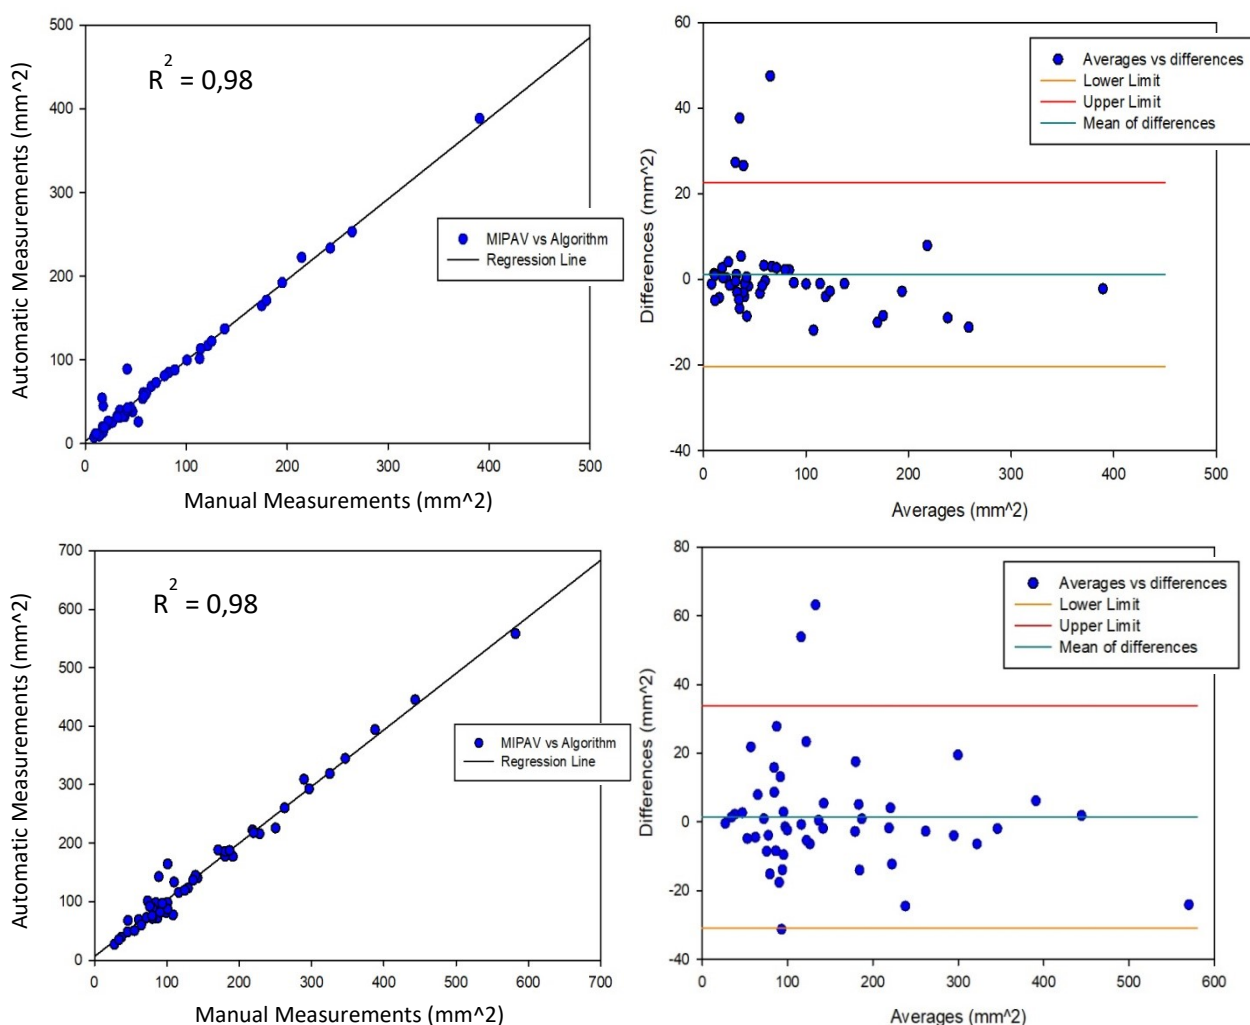 500
400
300
200
100
0
Automatic Measurements (mm^2)
R2 = 0,98
MIPAV vs Algorithm
Regression Line
0 100 200 300 400 500
Manual Measurements (mm^2)
60
40
20
0
-20
-40
Differences (mm^2)
Averages vs differences
Lower Limit
Upper Limit
Mean of differences
0 100 200 300 400 500
Averages (mm^2)
700
600
500
400
300
200
100
0
Automatic Measurements (mm^2)
R2 = 0,98
MIPAV vs Algorithm
Regression Line
0 100 200 300 400 500 600 700
Manual Measurements (mm^2)
80
60
40
20
0
-20
-40
Differences (mm^2)
Averages vs differences
Lower Limit
Upper Limit
Mean of differences
0 100 200 300 400 500 600
Averages (mm^2)